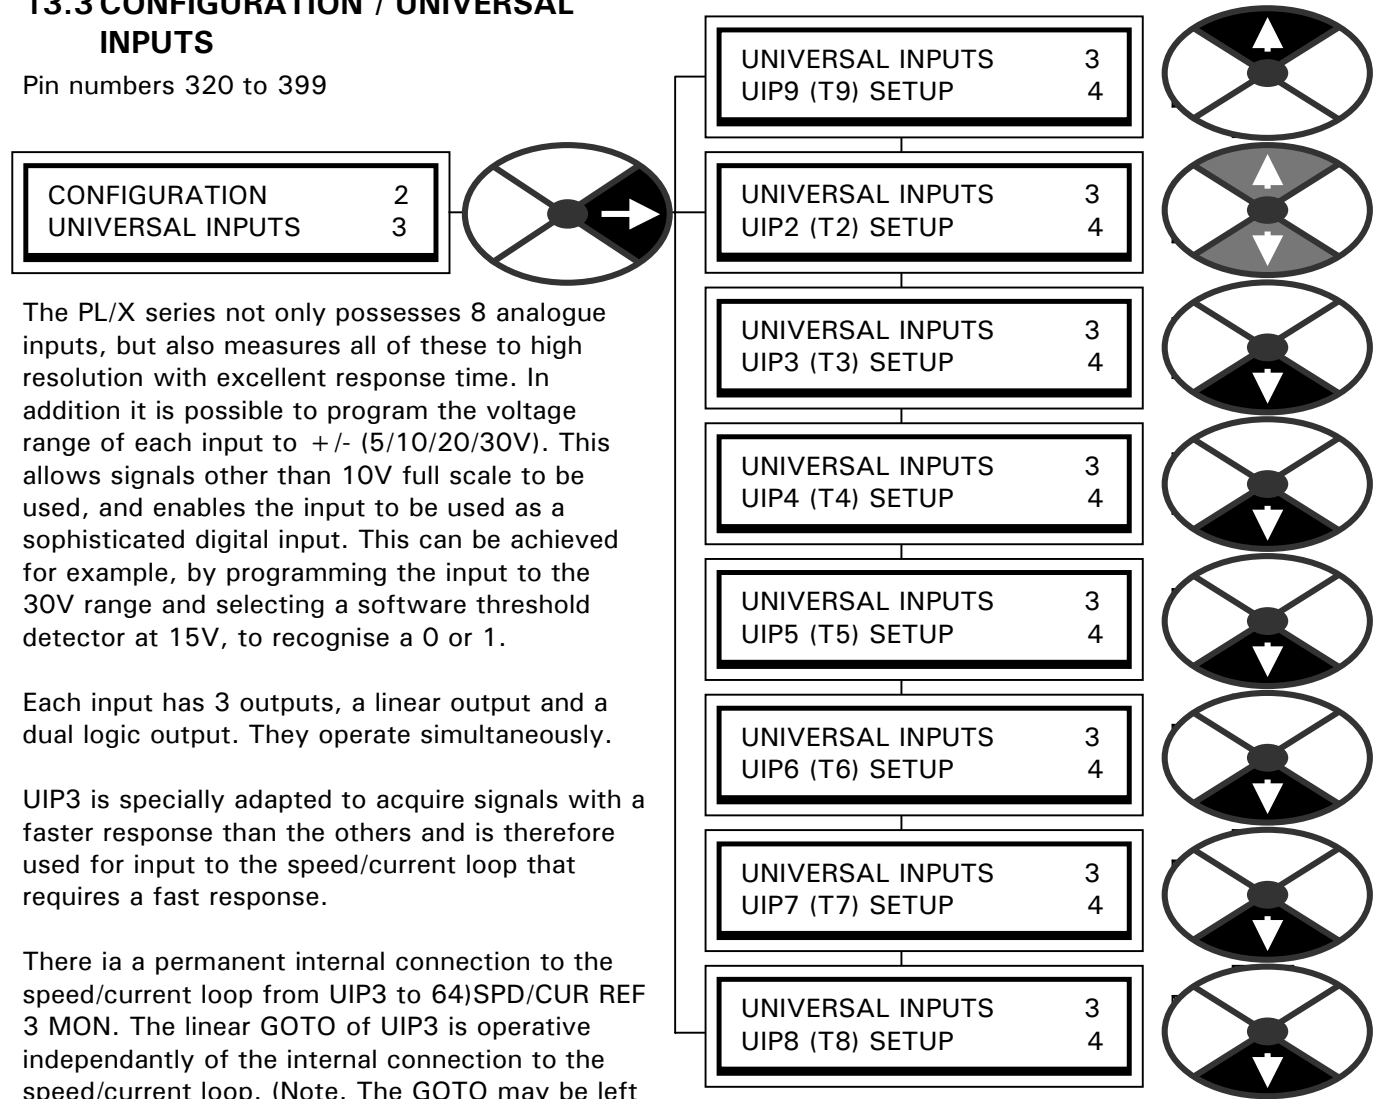 13.3 CONFIGURATION / UNIVERSAL
INPUTS
Pin numbers 320 to 399
CONFIGURATION 2
UNIVERSAL INPUTS 3
The PL/X series not only possesses 8 analogue
inputs, but also measures all of these to high
resolution with excellent response time. In
addition it is possible to program the voltage
range of each input to +/- (5/10/20/30V). This
allows signals other than 10V full scale to be
used, and enables the input to be used as a
sophisticated digital input. This can be achieved
for example, by programming the input to the
30V range and selecting a software threshold
detector at 15V, to recognise a 0 or 1.
Each input has 3 outputs, a linear output and a
dual logic output. They operate simultaneously.
UIP3 is specially adapted to acquire signals with a
faster response than the others and is therefore
used for input to the speed/current loop that
requires a fast response.
There ia a permanent internal connection to the
speed/current loop from UIP3 to 64)SPD/CUR REF
3 MON. The linear GOTO of UIP3 is operative
independantly of the internal connection to the
speed/current loop. (Note. The GOTO may be left
UNIVERSAL INPUTS 3
UIP9 (T9) SETUP 4
UNIVERSAL INPUTS 3
UIP2 (T2) SETUP 4
UNIVERSAL INPUTS 3
UIP3 (T3) SETUP 4
UNIVERSAL INPUTS 3
UIP4 (T4) SETUP 4
UNIVERSAL INPUTS 3
UIP5 (T5) SETUP 4
UNIVERSAL INPUTS 3
UIP6 (T6) SETUP 4
UNIVERSAL INPUTS 3
UIP7 (T7) SETUP 4
UNIVERSAL INPUTS 3
UIP8 (T8) SETUP 4